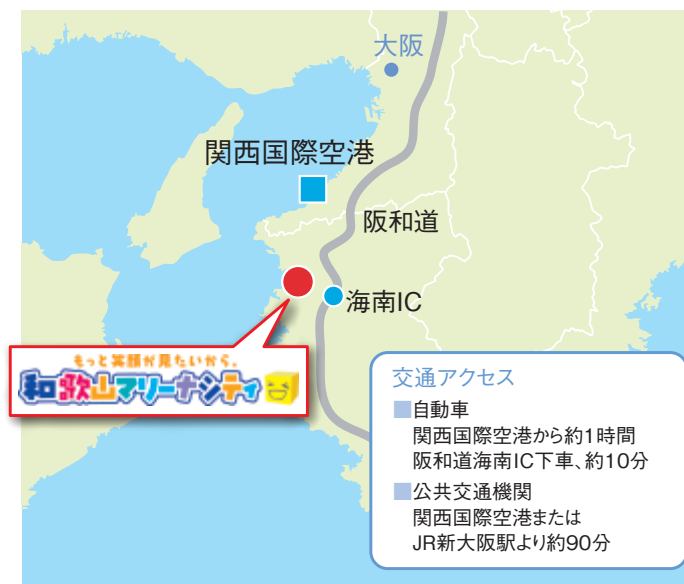 大阪
関西国際空港
阪和道
海南IC
もっと笑顔が見たいから。
和歌山マリーナシティ
交通アクセス
■自動車
関西国際空港から約1時間
阪和道海南IC下車、約10分
■公共交通機関
関西国際空港または
JR新大阪駅より約90分